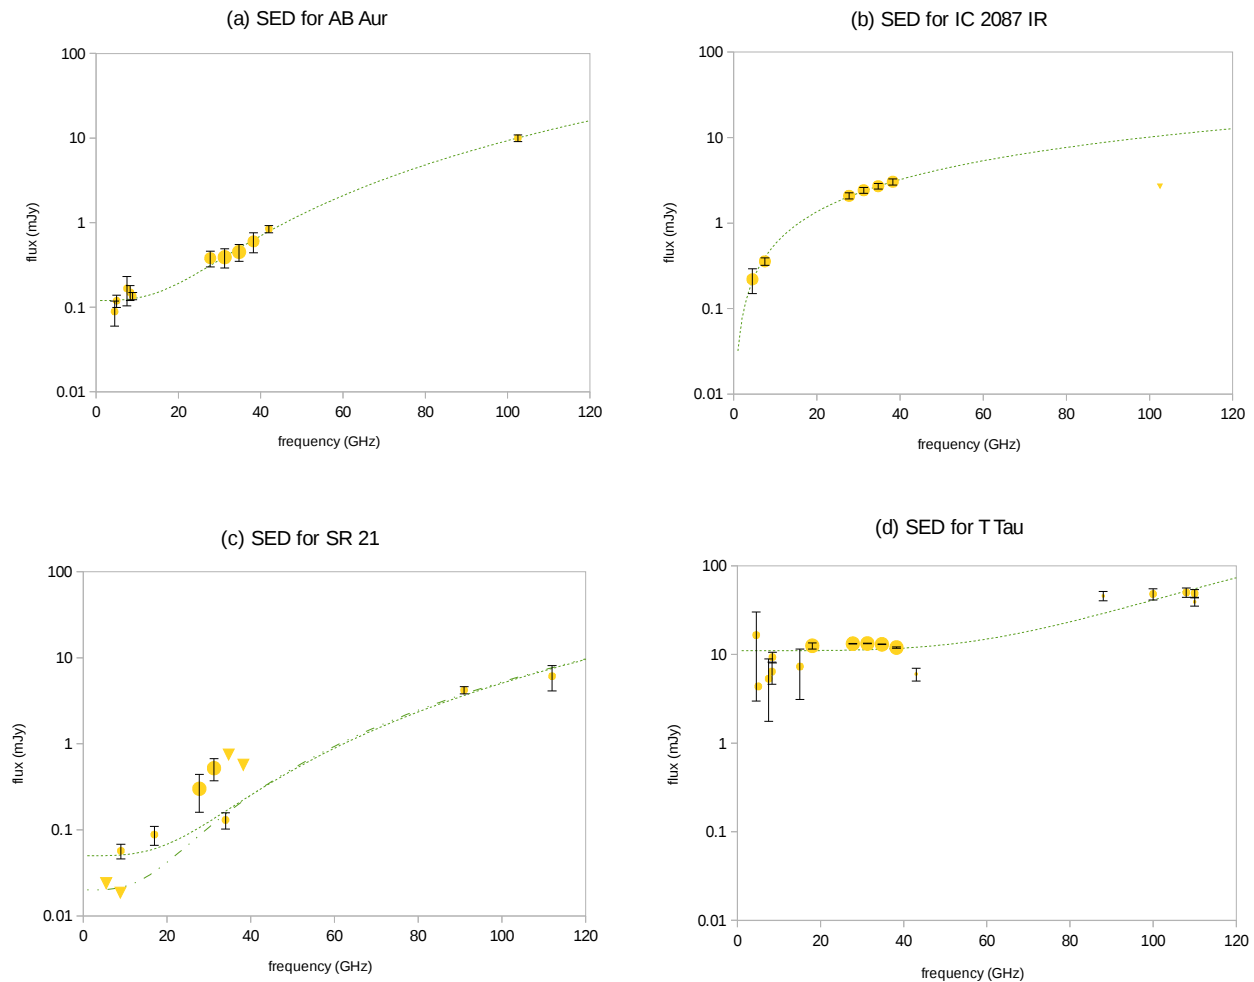 (a) SED for AB Aur
100
10
1
0.1
0.01
flux (mJy)
0 20 40 60 80 100 120
frequency (GHz)
(b) SED for IC 2087 IR
100
10
1
0.1
0.01
flux (mJy)
0 20 40 60 80 100 120
frequency (GHz)
(c) SED for SR 21
100
10
1
0.1
0.01
flux (mJy)
0 20 40 60 80 100 120
frequency (GHz)
(d) SED for T Tau
100
10
1
0.1
0.01
flux (mJy)
0 20 40 60 80 100 120
frequency (GHz)